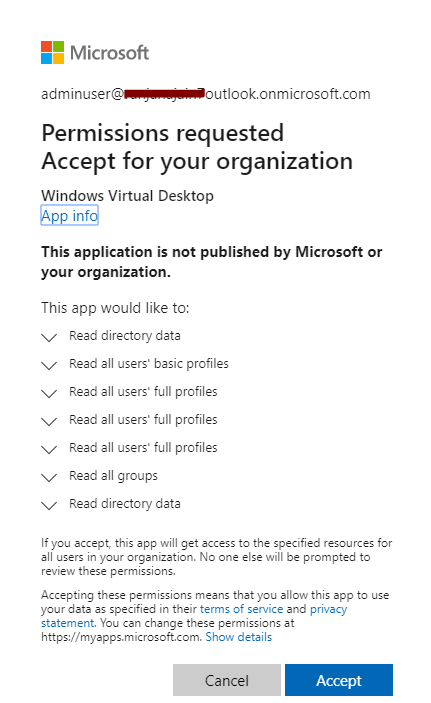 Microsoft
adminuser@outlook.onmicrosoft.com
Permissions requested
Accept for your organization
Windows Virtual Desktop
App info
This application is not published by Microsoft or
your organization.
This app would like to:
Read directory data
Read all users' basic profiles
Read all users' full profiles
Read all users' full profiles
Read all users' full profiles
Read all groups
Read directory data
If you accept, this app will get access to the specified resources for
all users in your organization. No one else will be prompted to
review these permissions.
Accepting these permissions means that you allow this app to use
your data as specified in their terms of service and privacy
statement. You can change these permissions at
https://myapps.microsoft.com. Show details
Cancel Accept